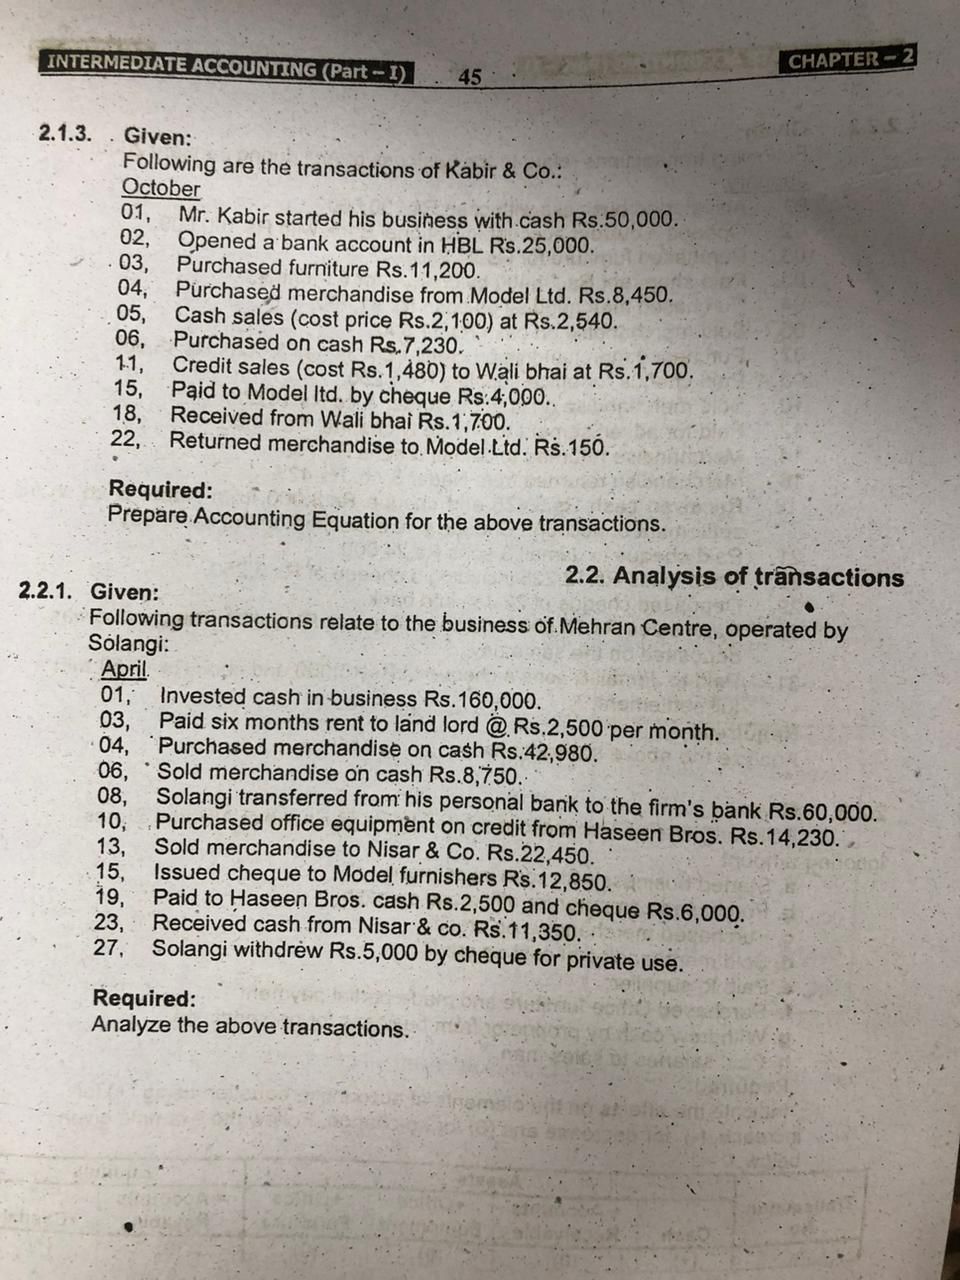 INTERMEDIATE ACCOUNTING (Part – I) 45 CHAPTER – 2
2.1.3. Given:
Following are the transactions of Kabir & Co.:
October
01, Mr. Kabir started his business with cash Rs.50,000.
02, Opened a bank account in HBL Rs.25,000.
03, Purchased furniture Rs.11,200.
04, Purchased merchandise from Model Ltd. Rs.8,450.
05, Cash sales (cost price Rs.2,100) at Rs.2,540.
06, Purchased on cash Rs.7,230.
11, Credit sales (cost Rs.1,480) to Wali bhai at Rs.1,700.
15, Paid to Model ltd. by cheque Rs.4,000.
18, Received from Wali bhai Rs.1,700.
22, Returned merchandise to Model Ltd. Rs.150.
Required:
Prepare Accounting Equation for the above transactions.
2.2. Analysis of transactions
2.2.1. Given:
Following transactions relate to the business of Mehran Centre, operated by
Solangi:
April
01, Invested cash in business Rs.160,000.
03, Paid six months rent to land lord @ Rs.2,500 per month.
04, Purchased merchandise on cash Rs.42,980.
06, Sold merchandise on cash Rs.8,750.
08, Solangi transferred from his personal bank to the firm's bank Rs.60,000.
10, Purchased office equipment on credit from Haseen Bros. Rs.14,230.
13, Sold merchandise to Nisar & Co. Rs.22,450.
15, Issued cheque to Model furnishers Rs.12,850.
19, Paid to Haseen Bros. cash Rs.2,500 and cheque Rs.6,000.
23, Received cash from Nisar & co. Rs.11,350.
27, Solangi withdrew Rs.5,000 by cheque for private use.
Required:
Analyze the above transactions.